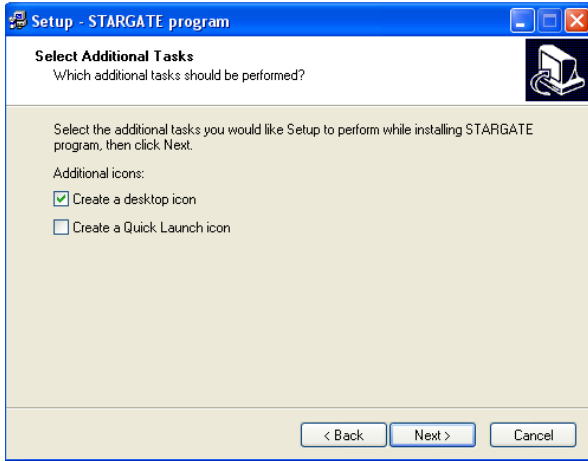 Setup - STARGATE program
Select Additional Tasks
Which additional tasks should be performed?
Select the additional tasks you would like Setup to perform while installing STARGATE
program, then click Next.
Additional icons:
Create a desktop icon
Create a Quick Launch icon
< Back
Next >
Cancel